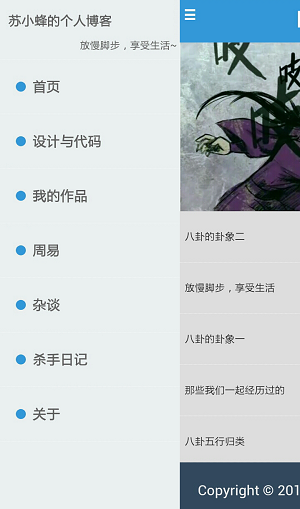 苏小蜂的个人博客
放慢脚步，享受生活~
首页
设计与代码
我的作品
周易
杂谈
杀手日记
关于
☰
吱
吱
吱
八卦的卦象二
放慢脚步，享受生活
八卦的卦象一
那些我们一起经历过的
八卦五行归类
Copyright © 201